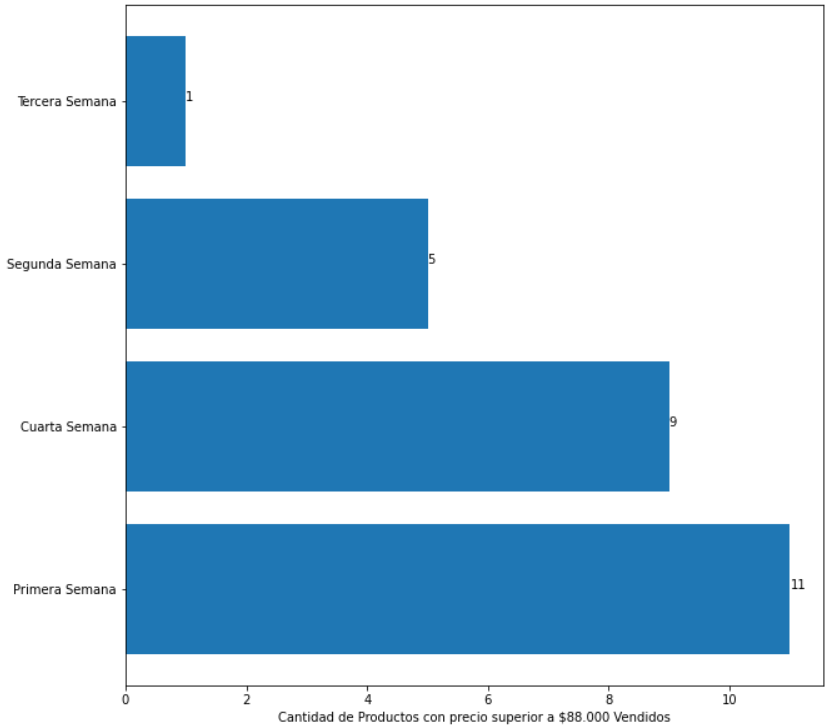 Tercera Semana
1
Segunda Semana
5
Cuarta Semana
9
Primera Semana
11
0 2 4 6 8 10
Cantidad de Productos con precio superior a $88.000 Vendidos